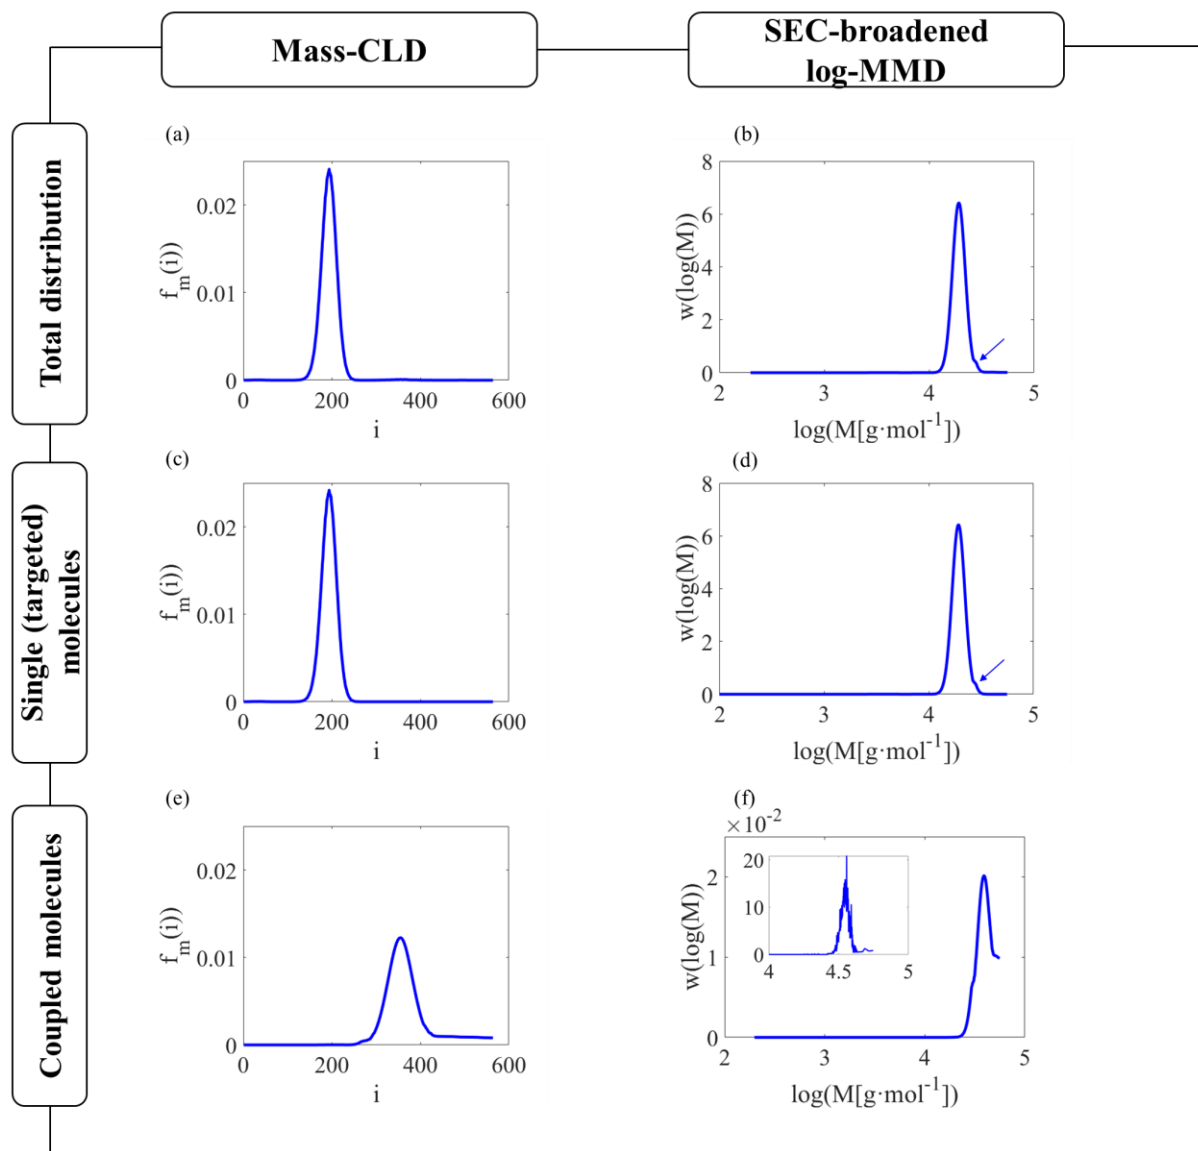 Mass-CLD
SEC-broadened
log-MMD
Total distribution
(a)
f_m(i))
0.02
0.01
0
0 200 400 600
i
(b)
w(log(M))
8
6
4
2
0
2 3 4 5
log(M[g·mol^-1])
Single (targeted)
molecules
(c)
f_m(i))
0.02
0.01
0
0 200 400 600
i
(d)
w(log(M))
8
6
4
2
0
2 3 4 5
log(M[g·mol^-1])
Coupled molecules
(e)
f_m(i))
0.02
0.01
0
0 200 400 600
i
(f)
×10^-2
w(log(M))
2
1
0
20
10
0
4 4.5 5
2 3 4 5
log(M[g·mol^-1])